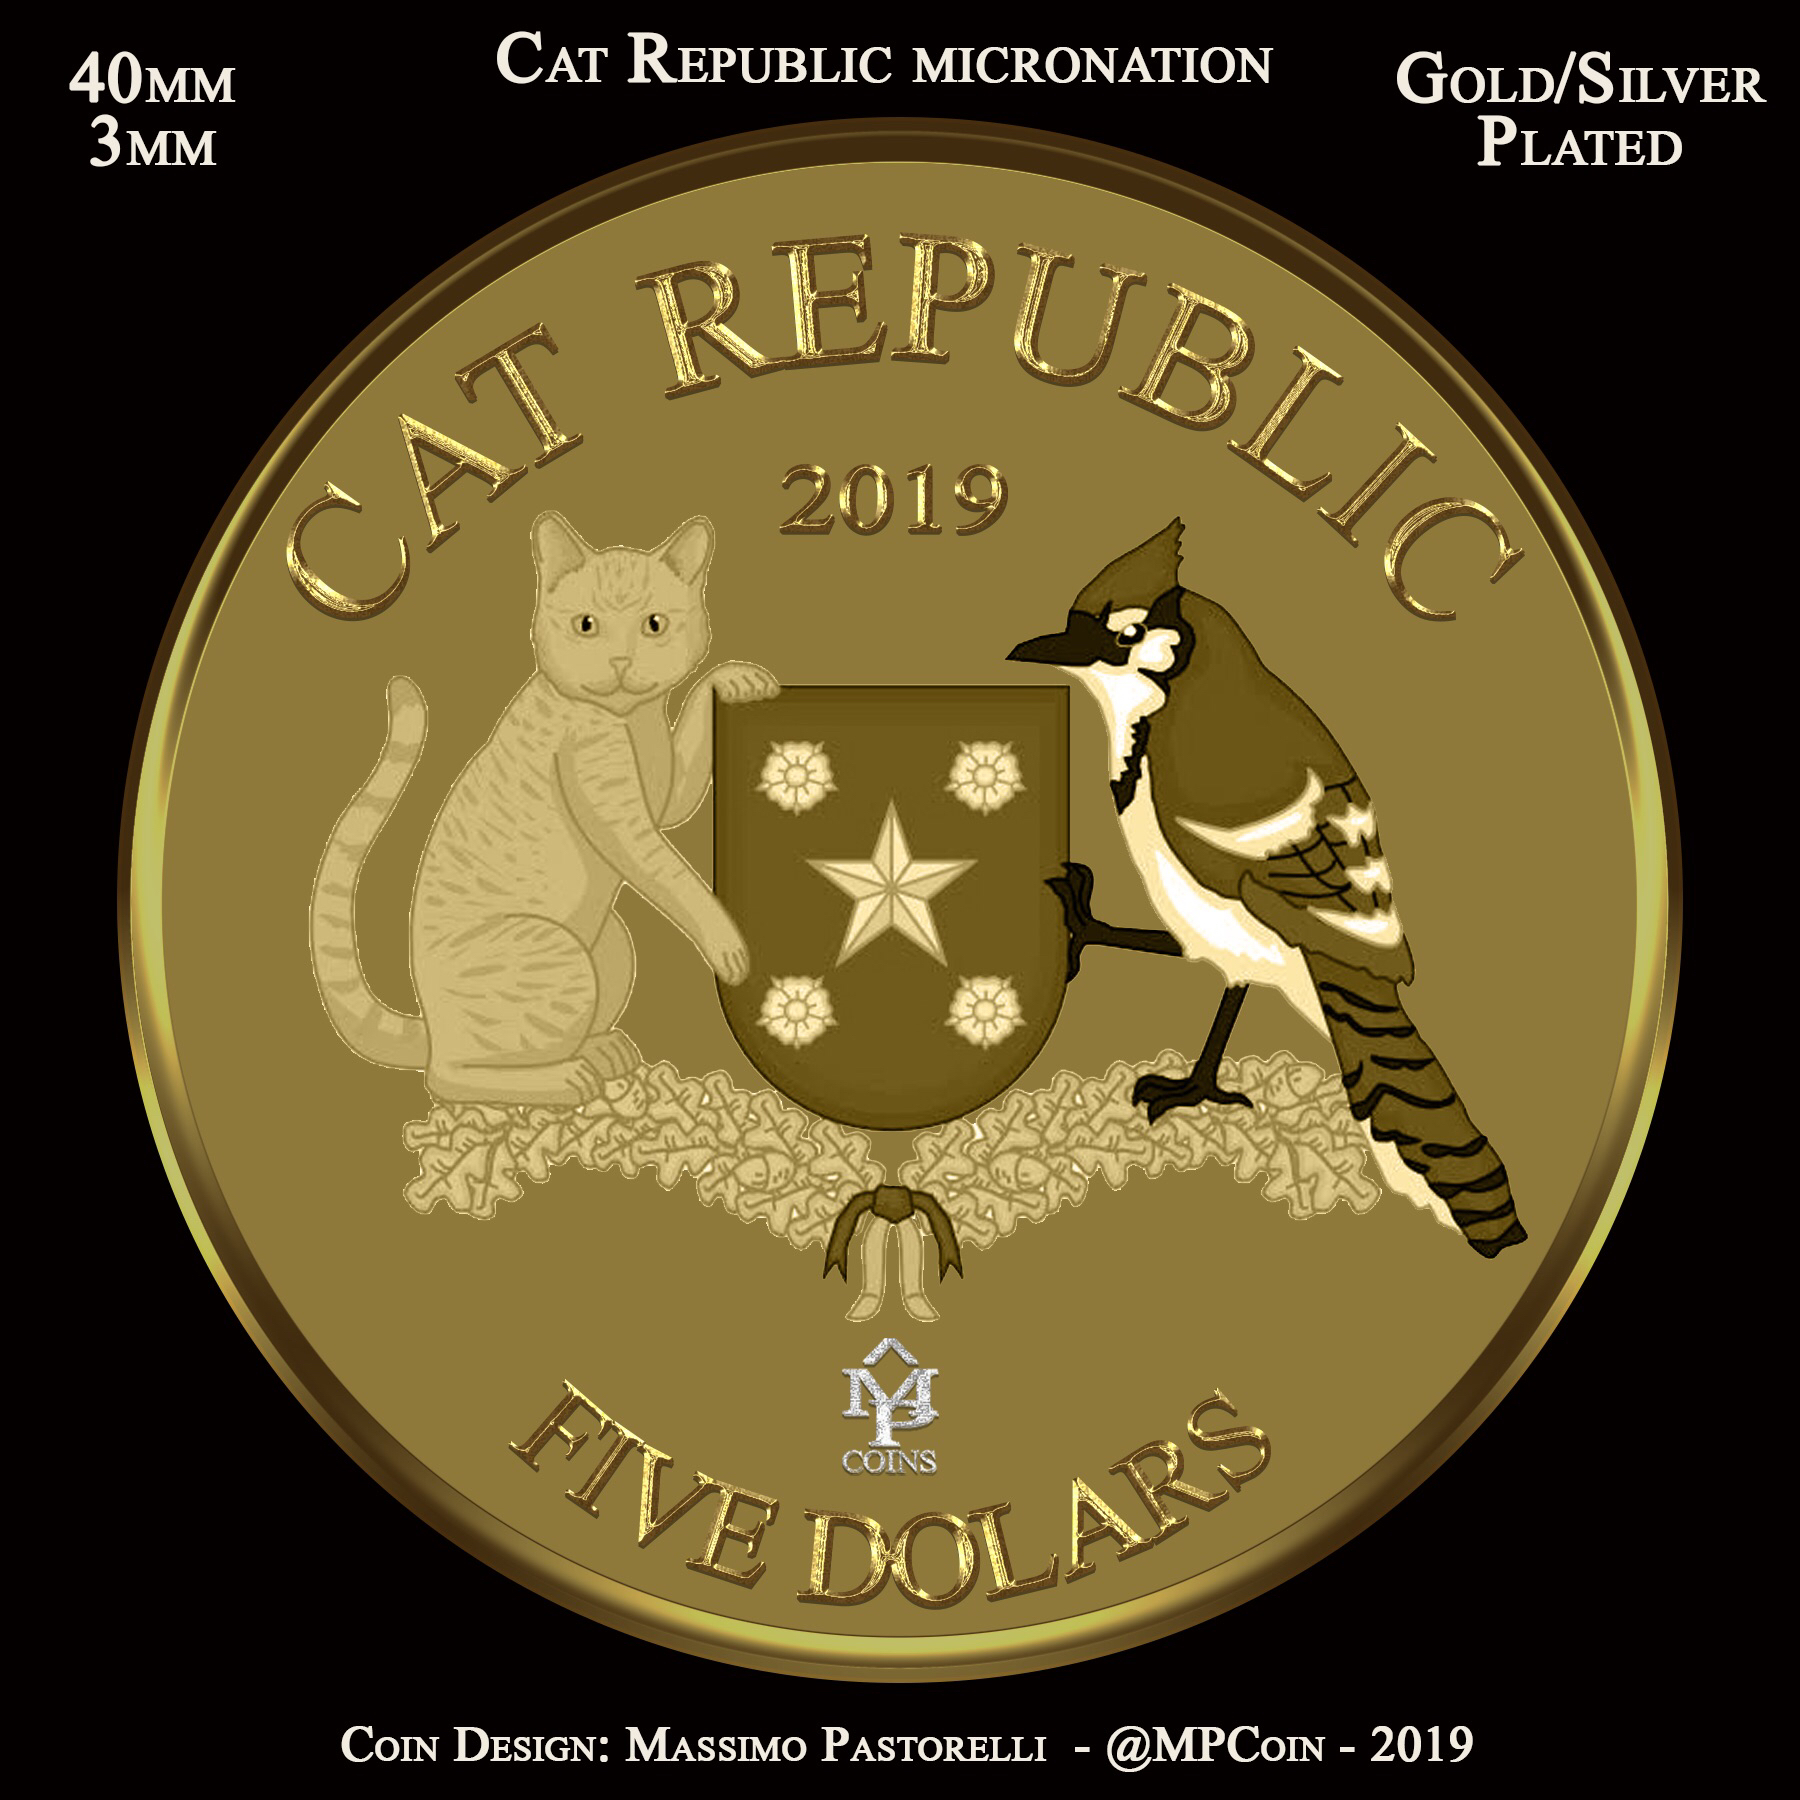 40MM
3MM
CAT REPUBLIC MICRONATION
GOLD/SILVER
PLATED
CAT REPUBLIC
2019
MP
COINS
FIVE DOLARS
COIN DESIGN: MASSIMO PASTORELLI - @MPCOIN - 2019